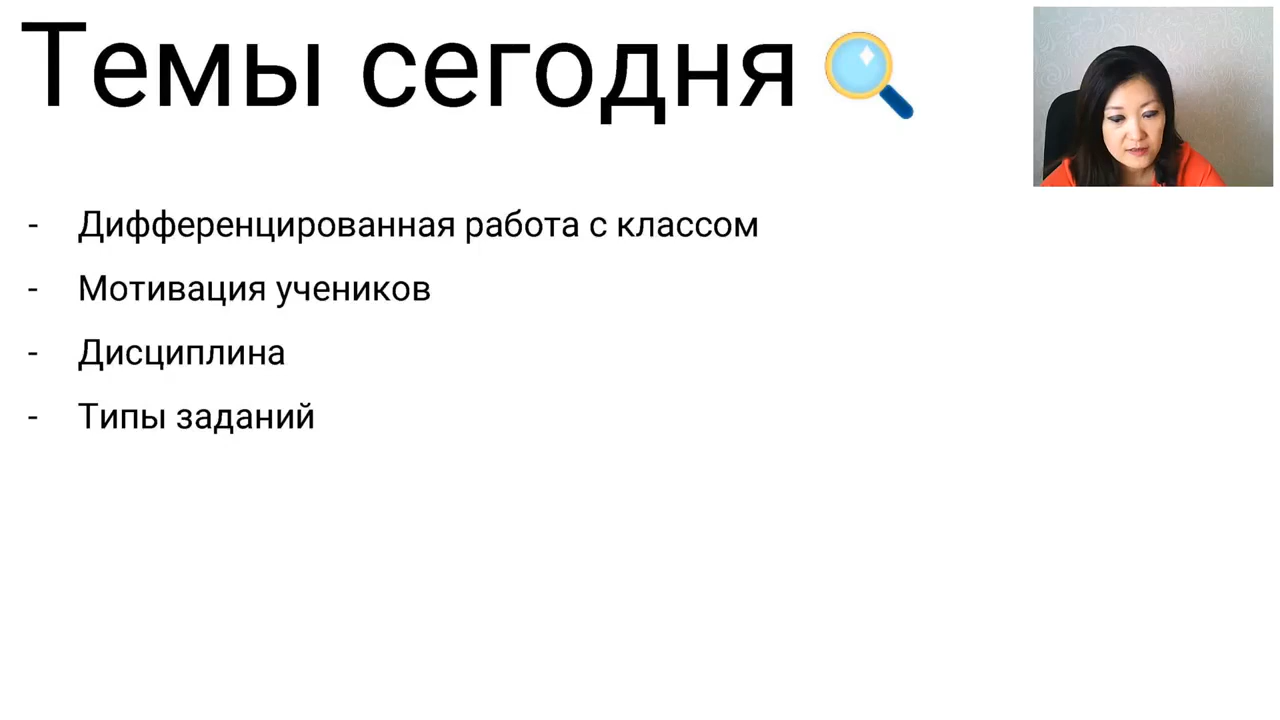 Темы сегодня
- Дифференцированная работа с классом
- Мотивация учеников
- Дисциплина
- Типы заданий